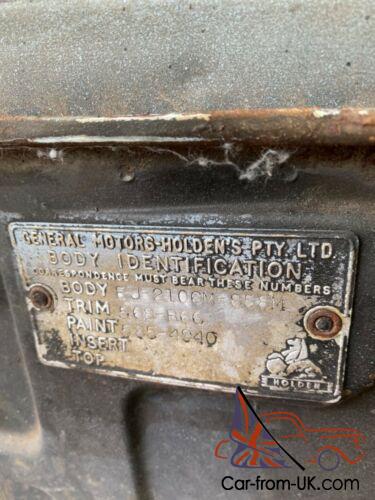 GENERAL MOTORS-HOLDEN'S PTY. LTD.
BODY IDENTIFICATION
CORRESPONDENCE MUST BEAR THESE NUMBERS
BODY
TRIM
PAINT
INSERT
TOP
HOLDEN
Car-from-UK.com